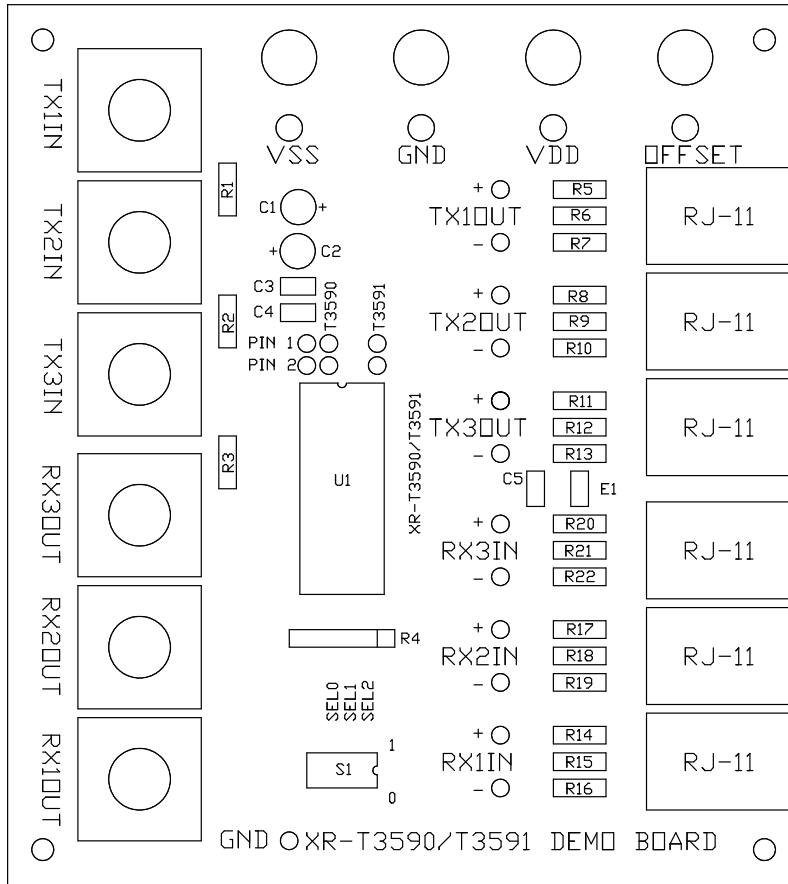 TX1IN
TX2IN
TX3IN
RX3OUT
RX2OUT
RX1OUT
VSS
GND
VDD
OFFSET
R1
R2
R3
C1 +
+ C2
C3
C4
T3590
T3591
PIN 1
PIN 2
U1
XR-T3590/T3591
R4
SEL0
SEL1
SEL2
S1
1
0
+
TX1OUT
-
R5
R6
R7
RJ-11
+
TX2OUT
-
R8
R9
R10
RJ-11
+
TX3OUT
-
R11
R12
R13
RJ-11
C5
E1
+
RX3IN
-
R20
R21
R22
RJ-11
+
RX2IN
-
R17
R18
R19
RJ-11
+
RX1IN
-
R14
R15
R16
RJ-11
GND XR-T3590/T3591 DEMO BOARD